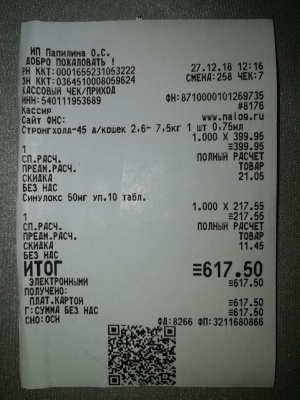 ИП Папилина О.С.
ДОБРО ПОЖАЛОВАТЬ !
РН ККТ:0001655231053222 27.12.18 12:16
ЗН ККТ:0364510008059624 СМЕНА:258 ЧЕК:7
КАССОВЫЙ ЧЕК/ПРИХОД
ИНН:540111953689 ФН:8710000101269735
Кассир #8176
Сайт ФНС: www.nalog.ru
Стронгхолд-45 д/кошек 2,6- 7,5кг 1 шт 0,75мл
1.000 X 399.95
1 ≡399.95
СП.РАСЧ. ПОЛНЫЙ РАСЧЕТ
ПРЕДМ.РАСЧ. ТОВАР
СКИДКА 21.05
БЕЗ НАС
Синулокс 50мг уп.10 табл.
1.000 X 217.55
1 ≡217.55
СП.РАСЧ. ПОЛНЫЙ РАСЧЕТ
ПРЕДМ.РАСЧ. ТОВАР
СКИДКА 11.45
БЕЗ НАС
ИТОГ ≡617.50
ЭЛЕКТРОННЫМИ ≡617.50
ПОЛУЧЕНО:
ПЛАТ.КАРТОЙ ≡617.50
Г:СУММА БЕЗ НАС ≡617.50
СНО:ОСН ФД:8266 ФП:3211680866